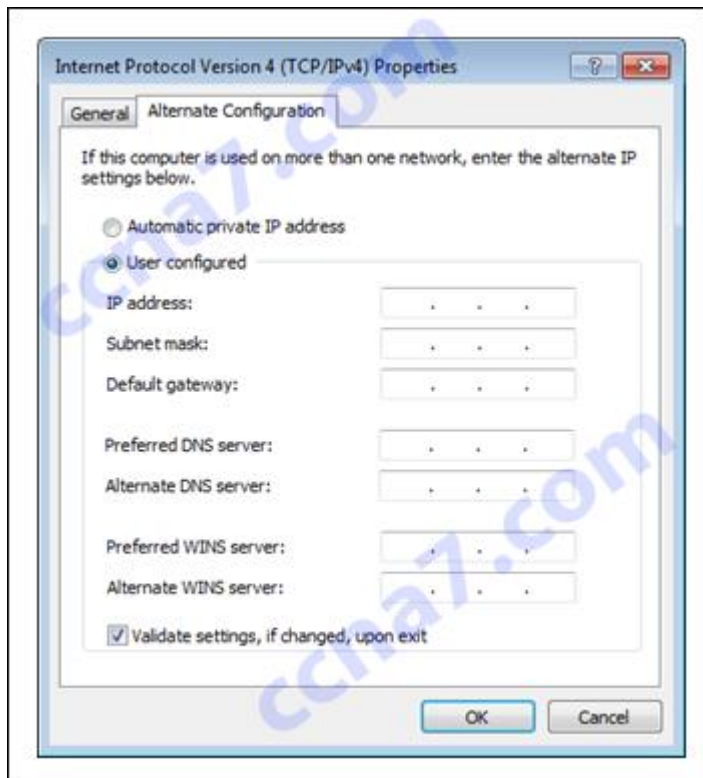 Internet Protocol Version 4 (TCP/IPv4) Properties
General
Alternate Configuration
If this computer is used on more than one network, enter the alternate IP
settings below.
Automatic private IP address
User configured
IP address:
Subnet mask:
Default gateway:
Preferred DNS server:
Alternate DNS server:
Preferred WINS server:
Alternate WINS server:
Validate settings, if changed, upon exit
OK
Cancel
ccna7.com
ccna7.com